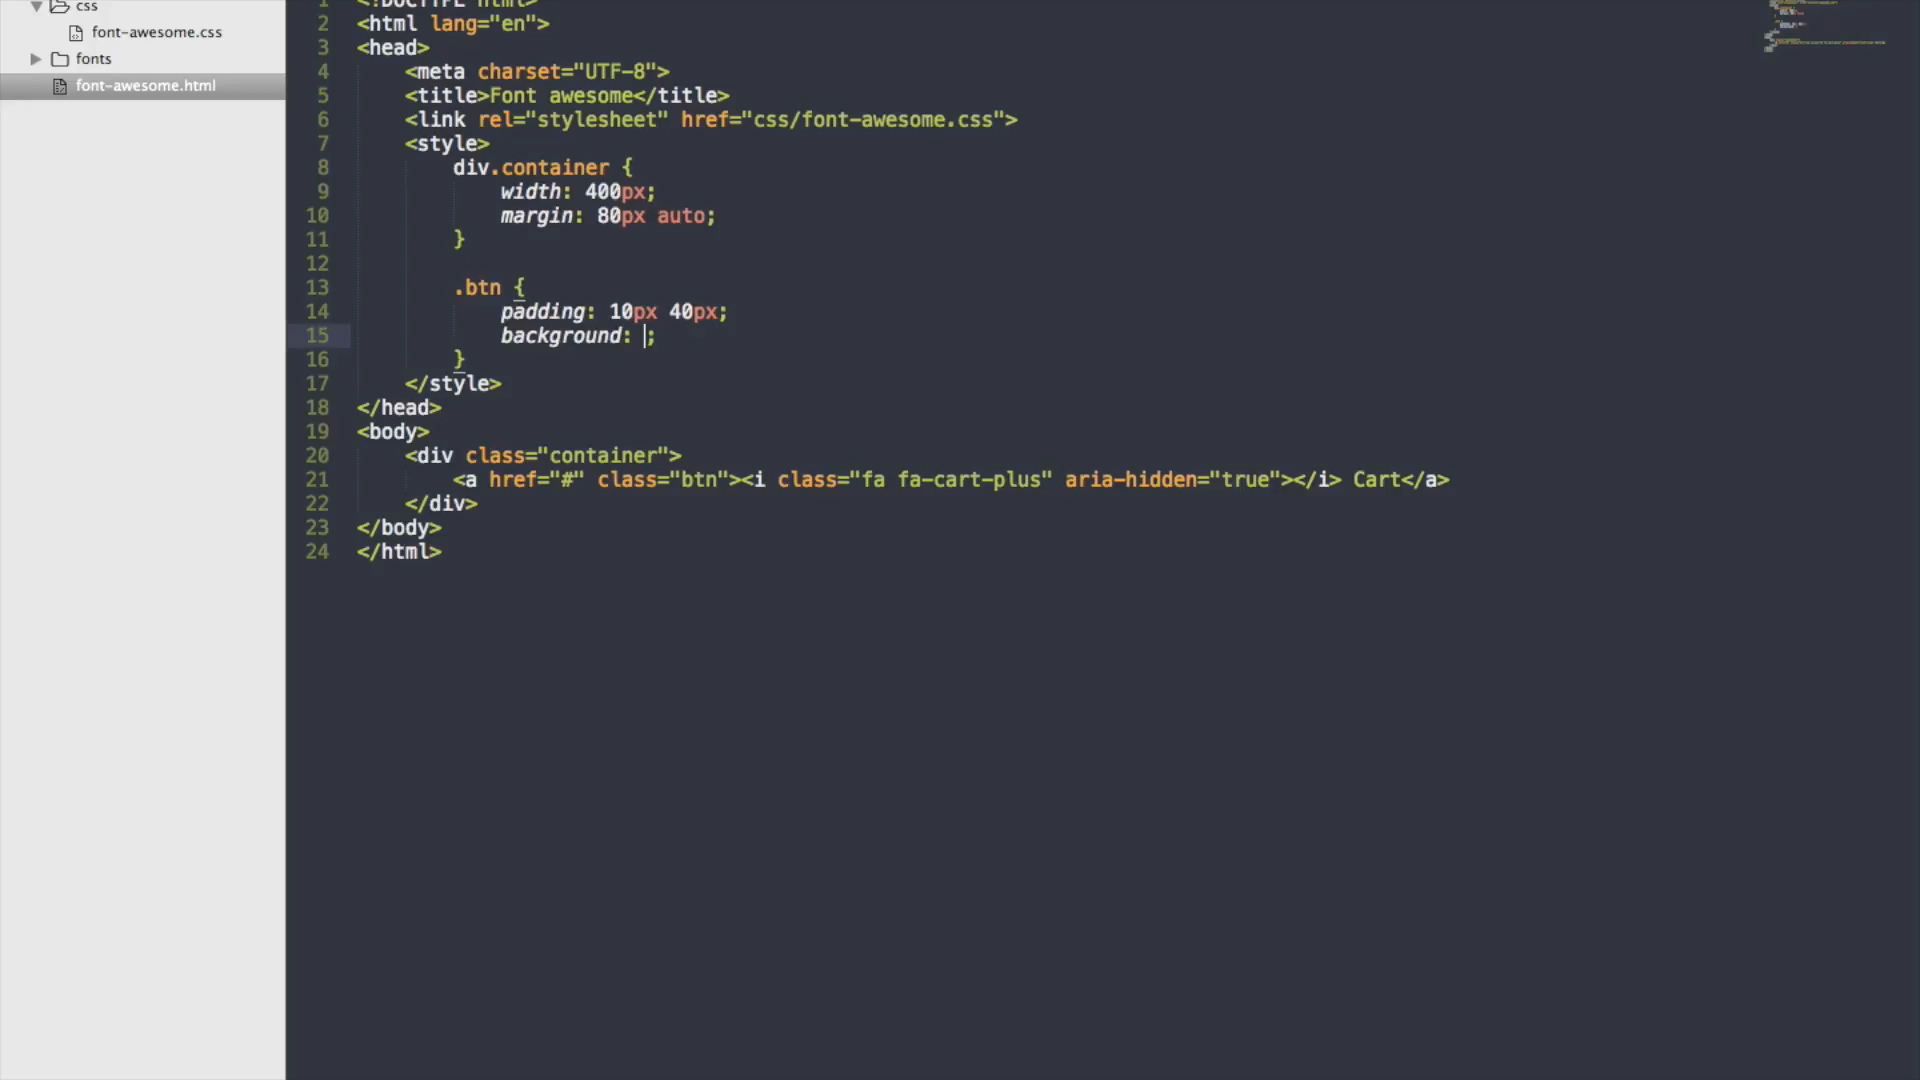 css
font-awesome.css
fonts
font-awesome.html
1 <!DOCTYPE html>
2 <html lang="en">
3 <head>
4 <meta charset="UTF-8">
5 <title>Font awesome</title>
6 <link rel="stylesheet" href="css/font-awesome.css">
7 <style>
8 div.container {
9 width: 400px;
10 margin: 80px auto;
11 }
12
13 .btn {
14 padding: 10px 40px;
15 background: ;
16 }
17 </style>
18 </head>
19 <body>
20 <div class="container">
21 <a href="#" class="btn"><i class="fa fa-cart-plus" aria-hidden="true"></i> Cart</a>
22 </div>
23 </body>
24 </html>